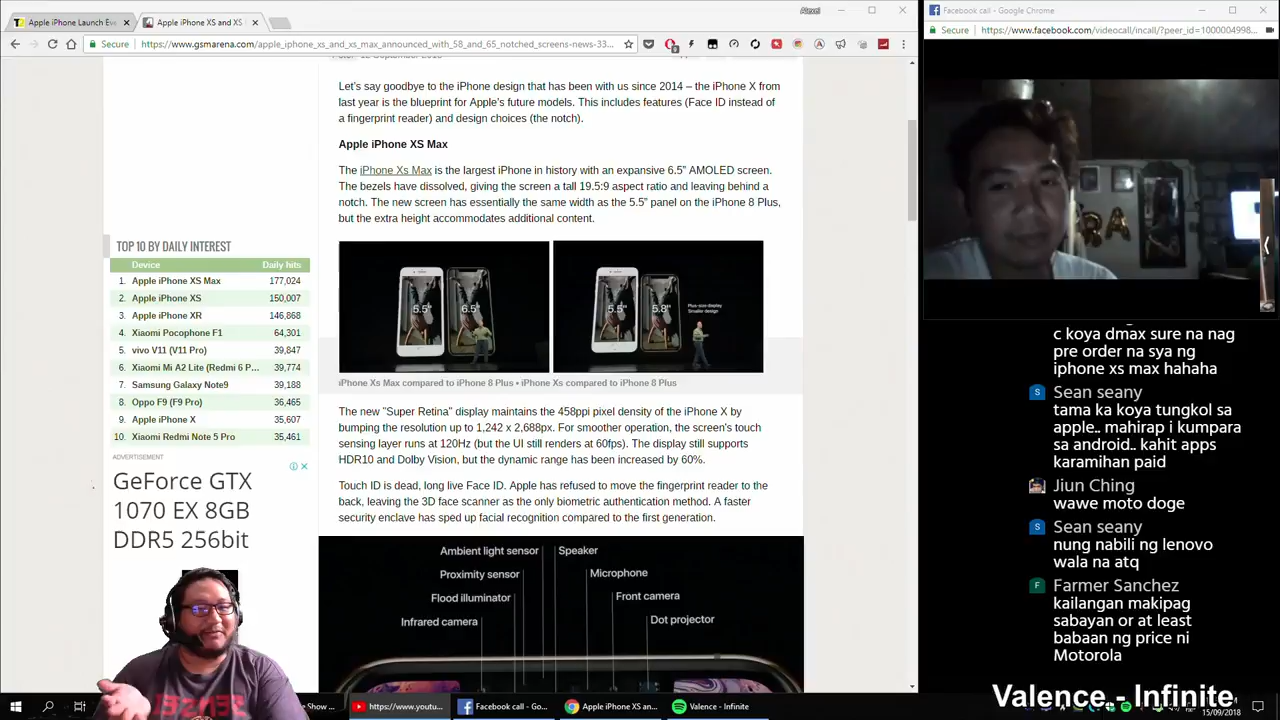 Apple iPhone Launch Eve
Apple iPhone XS and XS
Alexei
Secure
https://www.gsmarena.com/apple_iphone_xs_and_xs_max_announced_with_58_and_65_notched_screens-news-33...
Let's say goodbye to the iPhone design that has been with us since 2014 – the iPhone X from
last year is the blueprint for Apple's future models. This includes features (Face ID instead of
a fingerprint reader) and design choices (the notch).
Apple iPhone XS Max
The iPhone Xs Max is the largest iPhone in history with an expansive 6.5" AMOLED screen.
The bezels have dissolved, giving the screen a tall 19.5:9 aspect ratio and leaving behind a
notch. The new screen has essentially the same width as the 5.5" panel on the iPhone 8 Plus,
but the extra height accommodates additional content.
5.5"
6.5"
5.5"
5.8"
Plus-size display
Smaller design
iPhone Xs Max compared to iPhone 8 Plus • iPhone Xs compared to iPhone 8 Plus
The new "Super Retina" display maintains the 458ppi pixel density of the iPhone X by
bumping the resolution up to 1,242 x 2,688px. For smoother operation, the screen's touch
sensing layer runs at 120Hz (but the UI still renders at 60fps). The display still supports
HDR10 and Dolby Vision, but the dynamic range has been increased by 60%.
Touch ID is dead, long live Face ID. Apple has refused to move the fingerprint reader to the
back, leaving the 3D face scanner as the only biometric authentication method. A faster
security enclave has sped up facial recognition compared to the first generation.
Ambient light sensor
Speaker
Proximity sensor
Microphone
Flood illuminator
Front camera
Infrared camera
Dot projector
TOP 10 BY DAILY INTEREST
Device Daily hits
1. Apple iPhone XS Max 177,024
2. Apple iPhone XS 150,007
3. Apple iPhone XR 146,868
4. Xiaomi Pocophone F1 64,301
5. vivo V11 (V11 Pro) 39,847
6. Xiaomi Mi A2 Lite (Redmi 6 P... 39,774
7. Samsung Galaxy Note9 39,188
8. Oppo F9 (F9 Pro) 36,465
9. Apple iPhone X 35,607
10. Xiaomi Redmi Note 5 Pro 35,461
ADVERTISEMENT
GeForce GTX
1070 EX 8GB
DDR5 256bit
Facebook call - Google Chrome
Secure
https://www.facebook.com/videocall/incall/?peer_id=1000004998...
c koya dmax sure na nag
pre order na sya ng
iphone xs max hahaha
Sean seany
tama ka koya tungkol sa
apple.. mahirap i kumpara
sa android.. kahit apps
karamihan paid
Jiun Ching
wawe moto doge
Sean seany
nung nabili ng lenovo
wala na atq
Farmer Sanchez
kailangan makipag
sabayan or at least
babaan ng price ni
Motorola
Valence - Infinite
Show ...
https://www.youtu...
Facebook call - G...
Apple iPhone XS an...
Valence - Infinite
15/09/2018